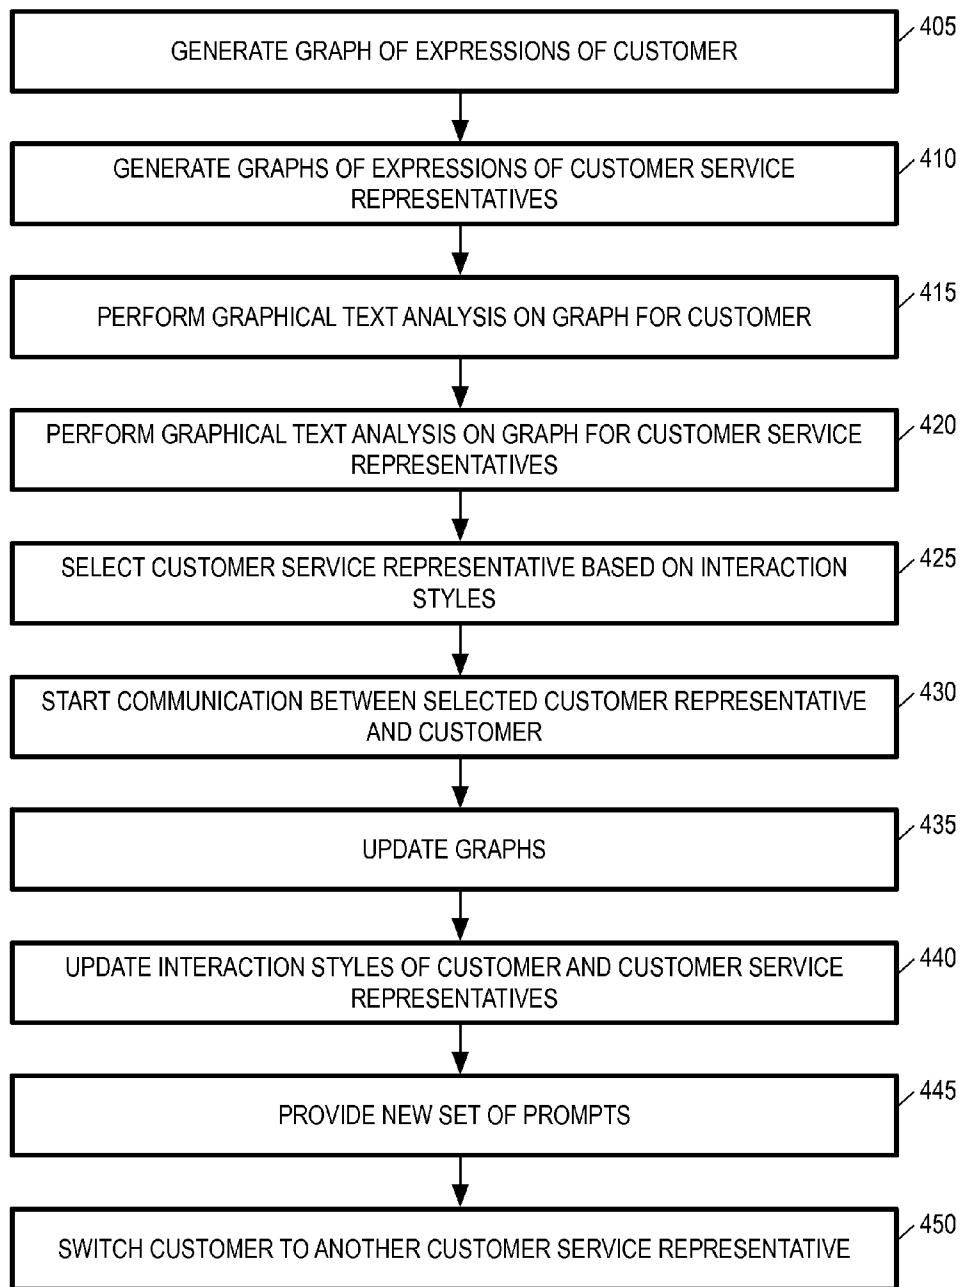 405
GENERATE GRAPH OF EXPRESSIONS OF CUSTOMER
410
GENERATE GRAPHS OF EXPRESSIONS OF CUSTOMER SERVICE
REPRESENTATIVES
415
PERFORM GRAPHICAL TEXT ANALYSIS ON GRAPH FOR CUSTOMER
420
PERFORM GRAPHICAL TEXT ANALYSIS ON GRAPH FOR CUSTOMER SERVICE
REPRESENTATIVES
425
SELECT CUSTOMER SERVICE REPRESENTATIVE BASED ON INTERACTION
STYLES
430
START COMMUNICATION BETWEEN SELECTED CUSTOMER REPRESENTATIVE
AND CUSTOMER
435
UPDATE GRAPHS
440
UPDATE INTERACTION STYLES OF CUSTOMER AND CUSTOMER SERVICE
REPRESENTATIVES
445
PROVIDE NEW SET OF PROMPTS
450
SWITCH CUSTOMER TO ANOTHER CUSTOMER SERVICE REPRESENTATIVE